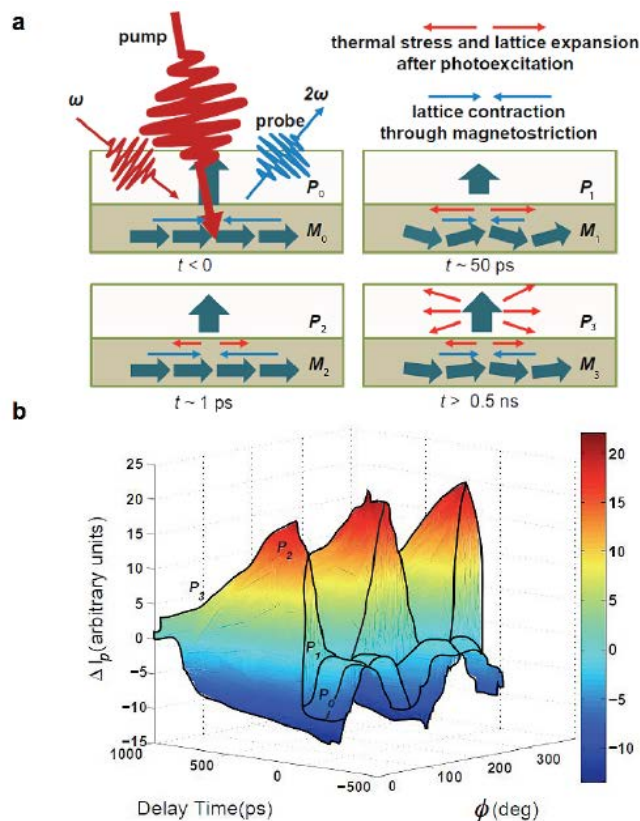 a
pump
thermal stress and lattice expansion
after photoexcitation
ω
2ω
probe
lattice contraction
through magnetostriction
P0
P1
M0
M1
t < 0
t ~ 50 ps
P2
P3
M2
M3
t ~ 1 ps
t > 0.5 ns
b
25
20
15
10
5
0
−5
−10
−15
Δ Ip(arbitrary units)
P3
P2
P1
P0
1000
500
0
−500
Delay Time(ps)
0
100
200
300
ϕ(deg)
20
15
10
5
0
−5
−10